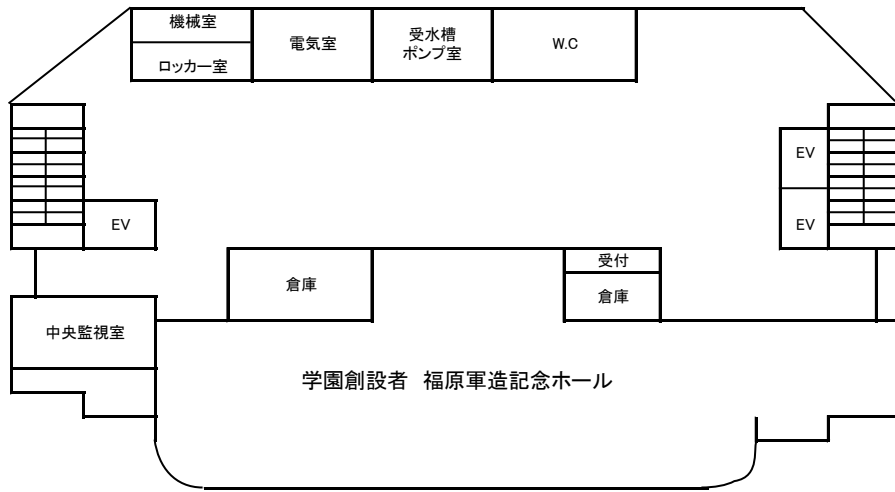 機械室
ロッカー室
電気室
受水槽
ポンプ室
W.C
EV
EV
EV
受付
倉庫
倉庫
中央監視室
学園創設者 福原軍造記念ホール